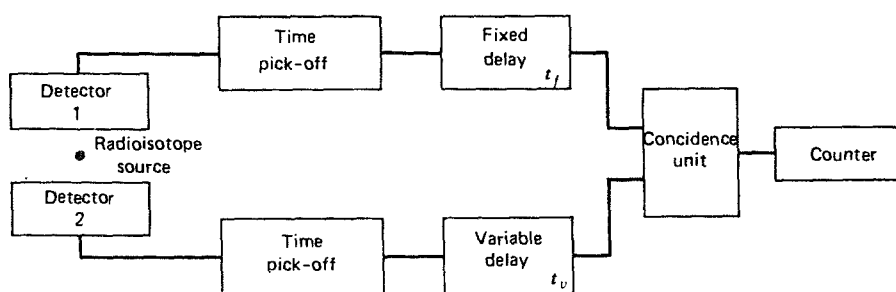 Time
pick-off
Fixed
delay
t_f
Detector
1
Radioisotope
source
Concidence
unit
Counter
Detector
2
Time
pick-off
Variable
delay
t_v